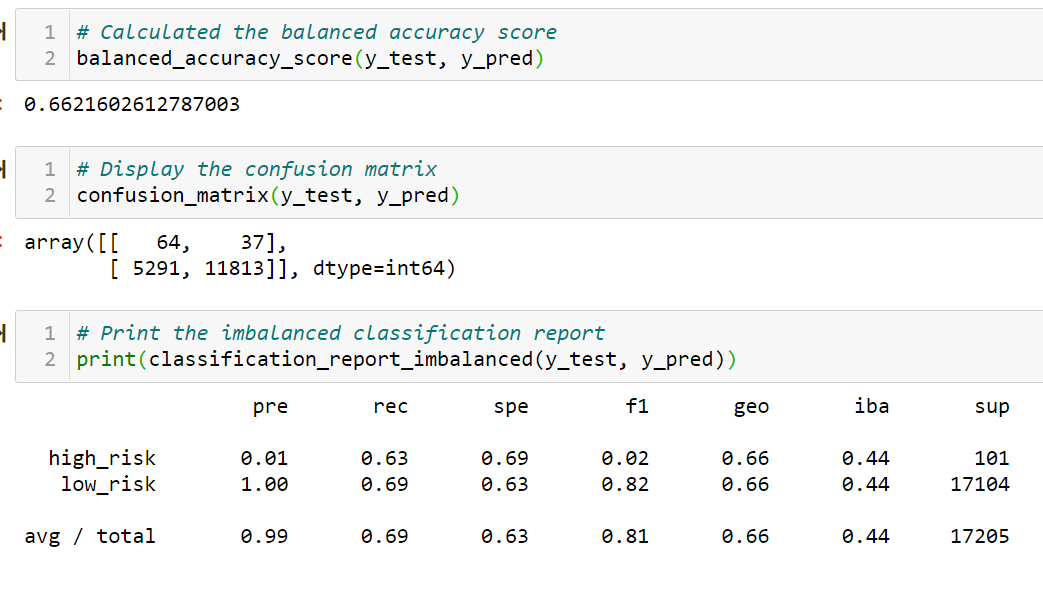 1 # Calculated the balanced accuracy score
2 balanced_accuracy_score(y_test, y_pred)
0.6621602612787003
1 # Display the confusion matrix
2 confusion_matrix(y_test, y_pred)
array([[   64,    37],
       [ 5291, 11813]], dtype=int64)
1 # Print the imbalanced classification report
2 print(classification_report_imbalanced(y_test, y_pred))
pre rec spe f1 geo iba sup
high_risk 0.01 0.63 0.69 0.02 0.66 0.44 101
low_risk 1.00 0.69 0.63 0.82 0.66 0.44 17104
avg / total 0.99 0.69 0.63 0.81 0.66 0.44 17205